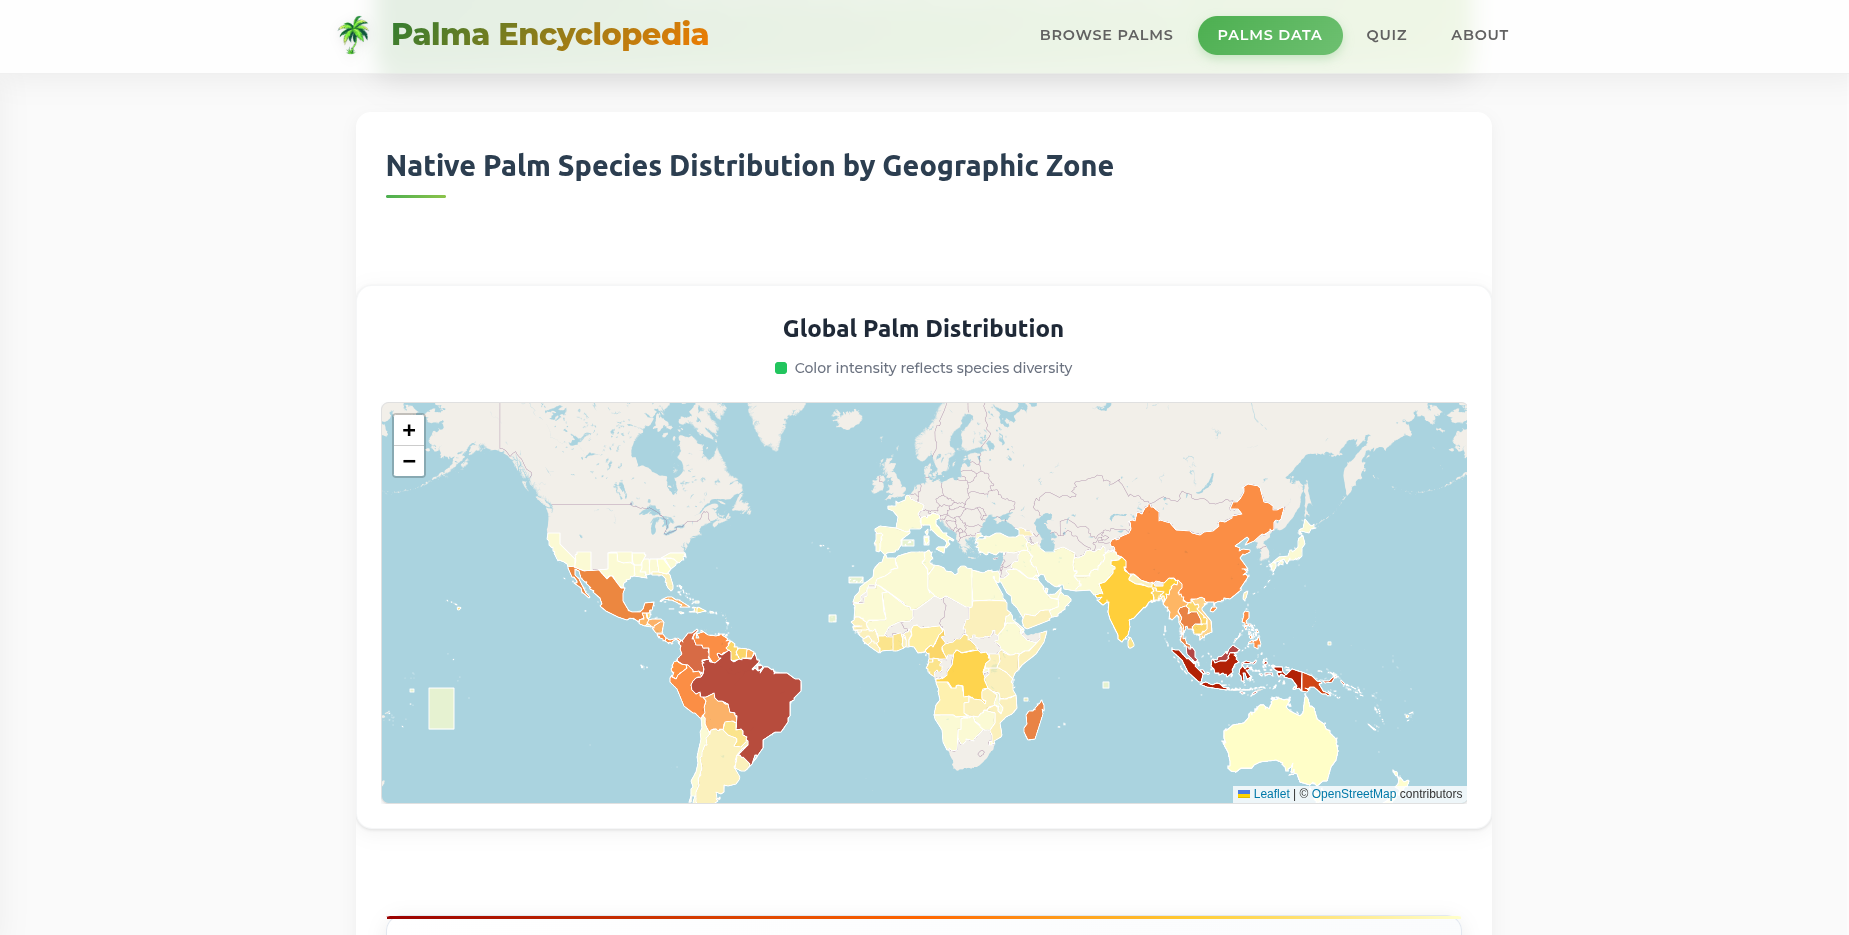 Palma Encyclopedia
BROWSE PALMS
PALMS DATA
QUIZ
ABOUT
Native Palm Species Distribution by Geographic Zone
Global Palm Distribution
Color intensity reflects species diversity
+
−
Leaflet | © OpenStreetMap contributors